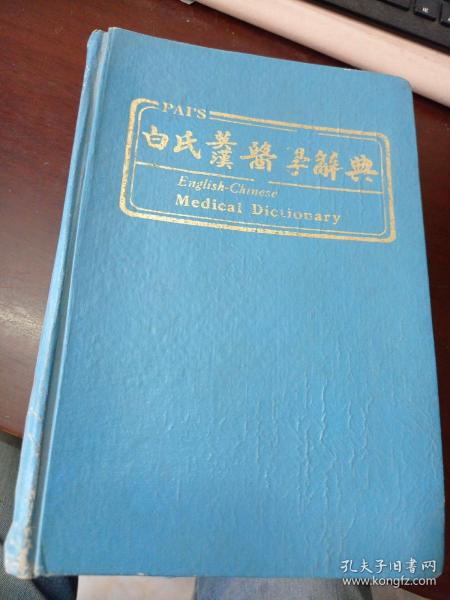 PAI'S
白氏英漢醫學辭典
English-Chinese
Medical Dictionary
孔夫子旧书网
www.kongfz.com